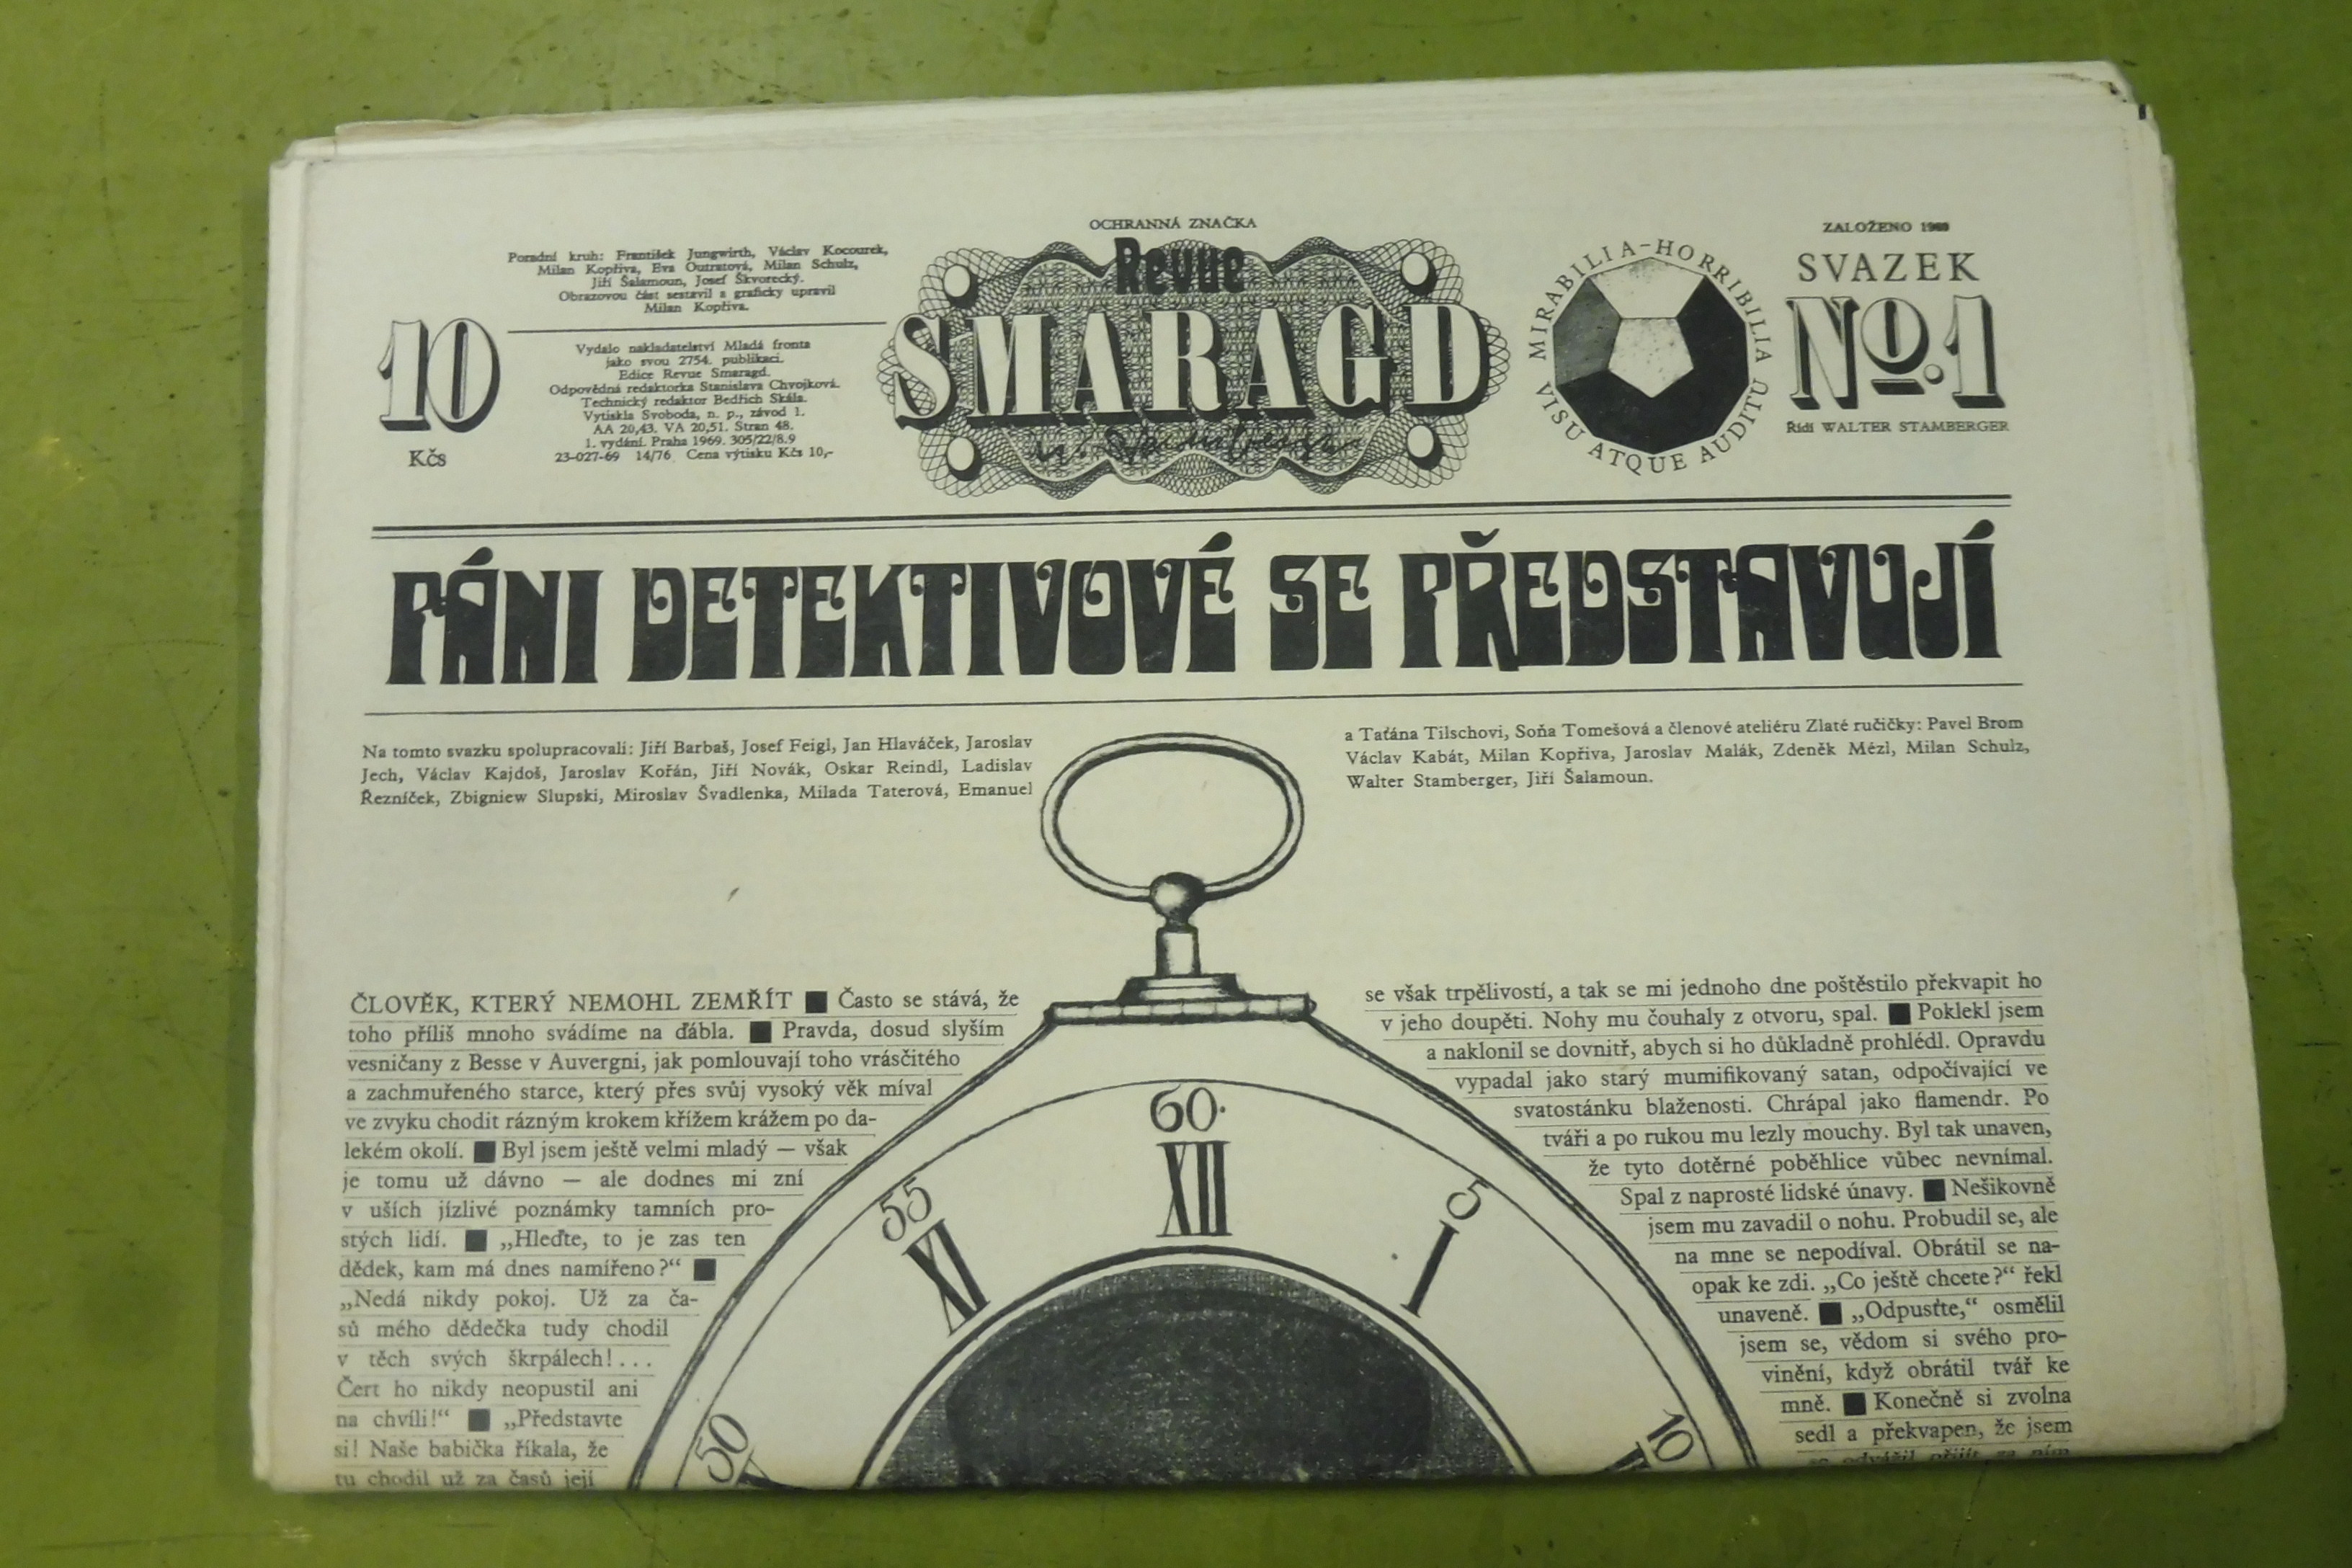 10
Kčs
Poradní kruh: František Jungwirth, Václav Kocourek,
Milan Kopřiva, Eva Outratová, Milan Schulz,
Jiří Šalamoun, Josef Škvorecký.
Obrazovou část sestavil a graficky upravil
Milan Kopřiva.
Vydalo nakladatelství Mladá fronta
jako svou 2754. publikaci.
Edice Revue Smaragd.
Odpovědná redaktorka Stanislava Chvojková.
Technický redaktor Bedřich Skála.
Vytiskla Svoboda, n. p., závod 1.
AA 20,43. VA 20,51. Stran 48.
1. vydání. Praha 1969. 305/22/8.9
23-027-69 14/76 Cena výtisku Kčs 10,-
OCHRANNÁ ZNAČKA
Revue
SMARAGD
MIRABILIA-HORRIBILIA
VISU ATQUE AUDITU
ZALOŽENO 1969
SVAZEK
No.1
Řídí WALTER STAMBERGER
PÁNI DETEKTIVOVÉ SE PŘEDSTAVUJÍ
Na tomto svazku spolupracovali: Jiří Barbaš, Josef Feigl, Jan Hlaváček, Jaroslav
Jech, Václav Kajdoš, Jaroslav Kořán, Jiří Novák, Oskar Reindl, Ladislav
Řezníček, Zbigniew Slupski, Miroslav Švadlenka, Milada Taterová, Emanuel
a Taťána Tilschovi, Soňa Tomešová a členové ateliéru Zlaté ručičky: Pavel Brom
Václav Kabát, Milan Kopřiva, Jaroslav Malák, Zdeněk Mézl, Milan Schulz,
Walter Stamberger, Jiří Šalamoun.
ČLOVĚK, KTERÝ NEMOHL ZEMŘÍT ■ Často se stává, že
toho příliš mnoho svádíme na ďábla. ■ Pravda, dosud slyším
vesničany z Besse v Auvergni, jak pomlouvají toho vrásčitého
a zachmuřeného starce, který přes svůj vysoký věk míval
ve zvyku chodit rázným krokem křížem krážem po da-
lekém okolí. ■ Byl jsem ještě velmi mladý — však
je tomu už dávno — ale dodnes mi zní
v uších jízlivé poznámky tamních pro-
stých lidí. ■ „Hleďte, to je zas ten
dědek, kam má dnes namířeno?“ ■
„Nedá nikdy pokoj. Už za ča-
sů mého dědečka tudy chodil
v těch svých škrpálech!...
Čert ho nikdy neopustil ani
na chvíli!“ ■ „Představte
si! Naše babička říkala, že
tu chodil už za časů její
60
XII
55
XI
50
5
I
10
se však trpělivostí, a tak se mi jednoho dne poštěstilo překvapit ho
v jeho doupěti. Nohy mu čouhaly z otvoru, spal. ■ Poklekl jsem
a naklonil se dovnitř, abych si ho důkladně prohlédl. Opravdu
vypadal jako starý mumifikovaný satan, odpočívající ve
svatostánku blaženosti. Chrápal jako flamendr. Po
tváři a po rukou mu lezly mouchy. Byl tak unaven,
že tyto dotěrné poběhlice vůbec nevnímal.
Spal z naprosté lidské únavy. ■ Nešikovně
jsem mu zavadil o nohu. Probudil se, ale
na mne se nepodíval. Obrátil se na-
opak ke zdi. „Co ještě chcete?“ řekl
unaveně. ■ „Odpusťte,“ osmělil
jsem se, vědom si svého pro-
vinění, když obrátil tvář ke
mně. ■ Konečně si zvolna
sedl a překvapen, že jsem
se odvážil přijít za ním